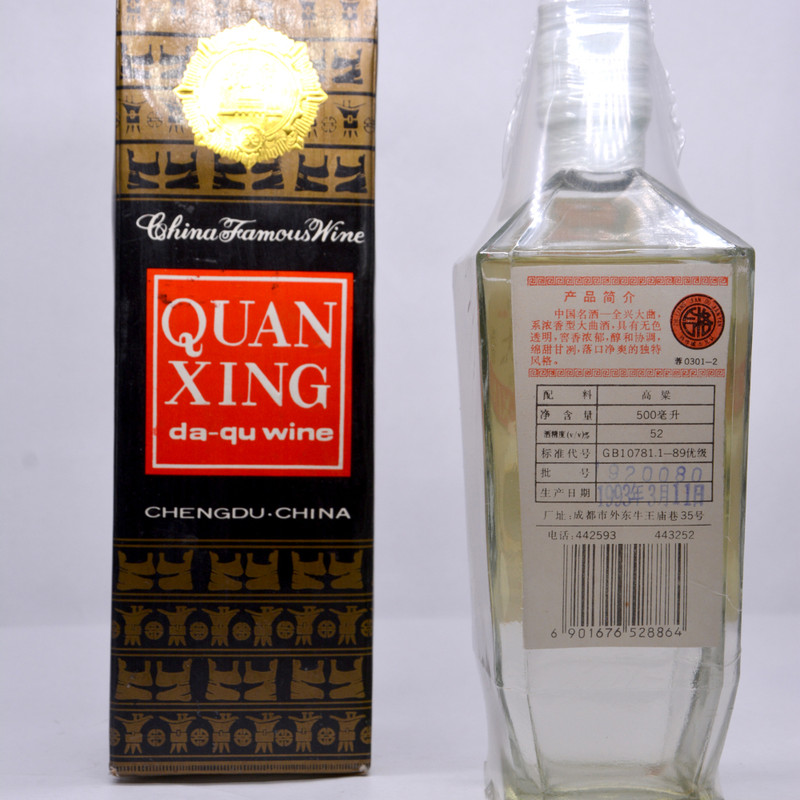 China Famous Wine
QUAN
XING
da-qu wine
CHENGDU·CHINA
产品简介
中国名酒—全兴大曲,
系浓香型大曲酒,具有无色
透明,窖香浓郁,醇和协调,
绵甜甘冽,落口净爽的独特
风格。
蓉0301—2
配料 高粱
净含量 500毫升
酒精度(v/v)% 52
标准代号 GB10781.1—89优级
批号 920080
生产日期 1993年3月11日
厂址:成都市外东牛王庙巷35号
电话:442593 443252
6 901676 528864